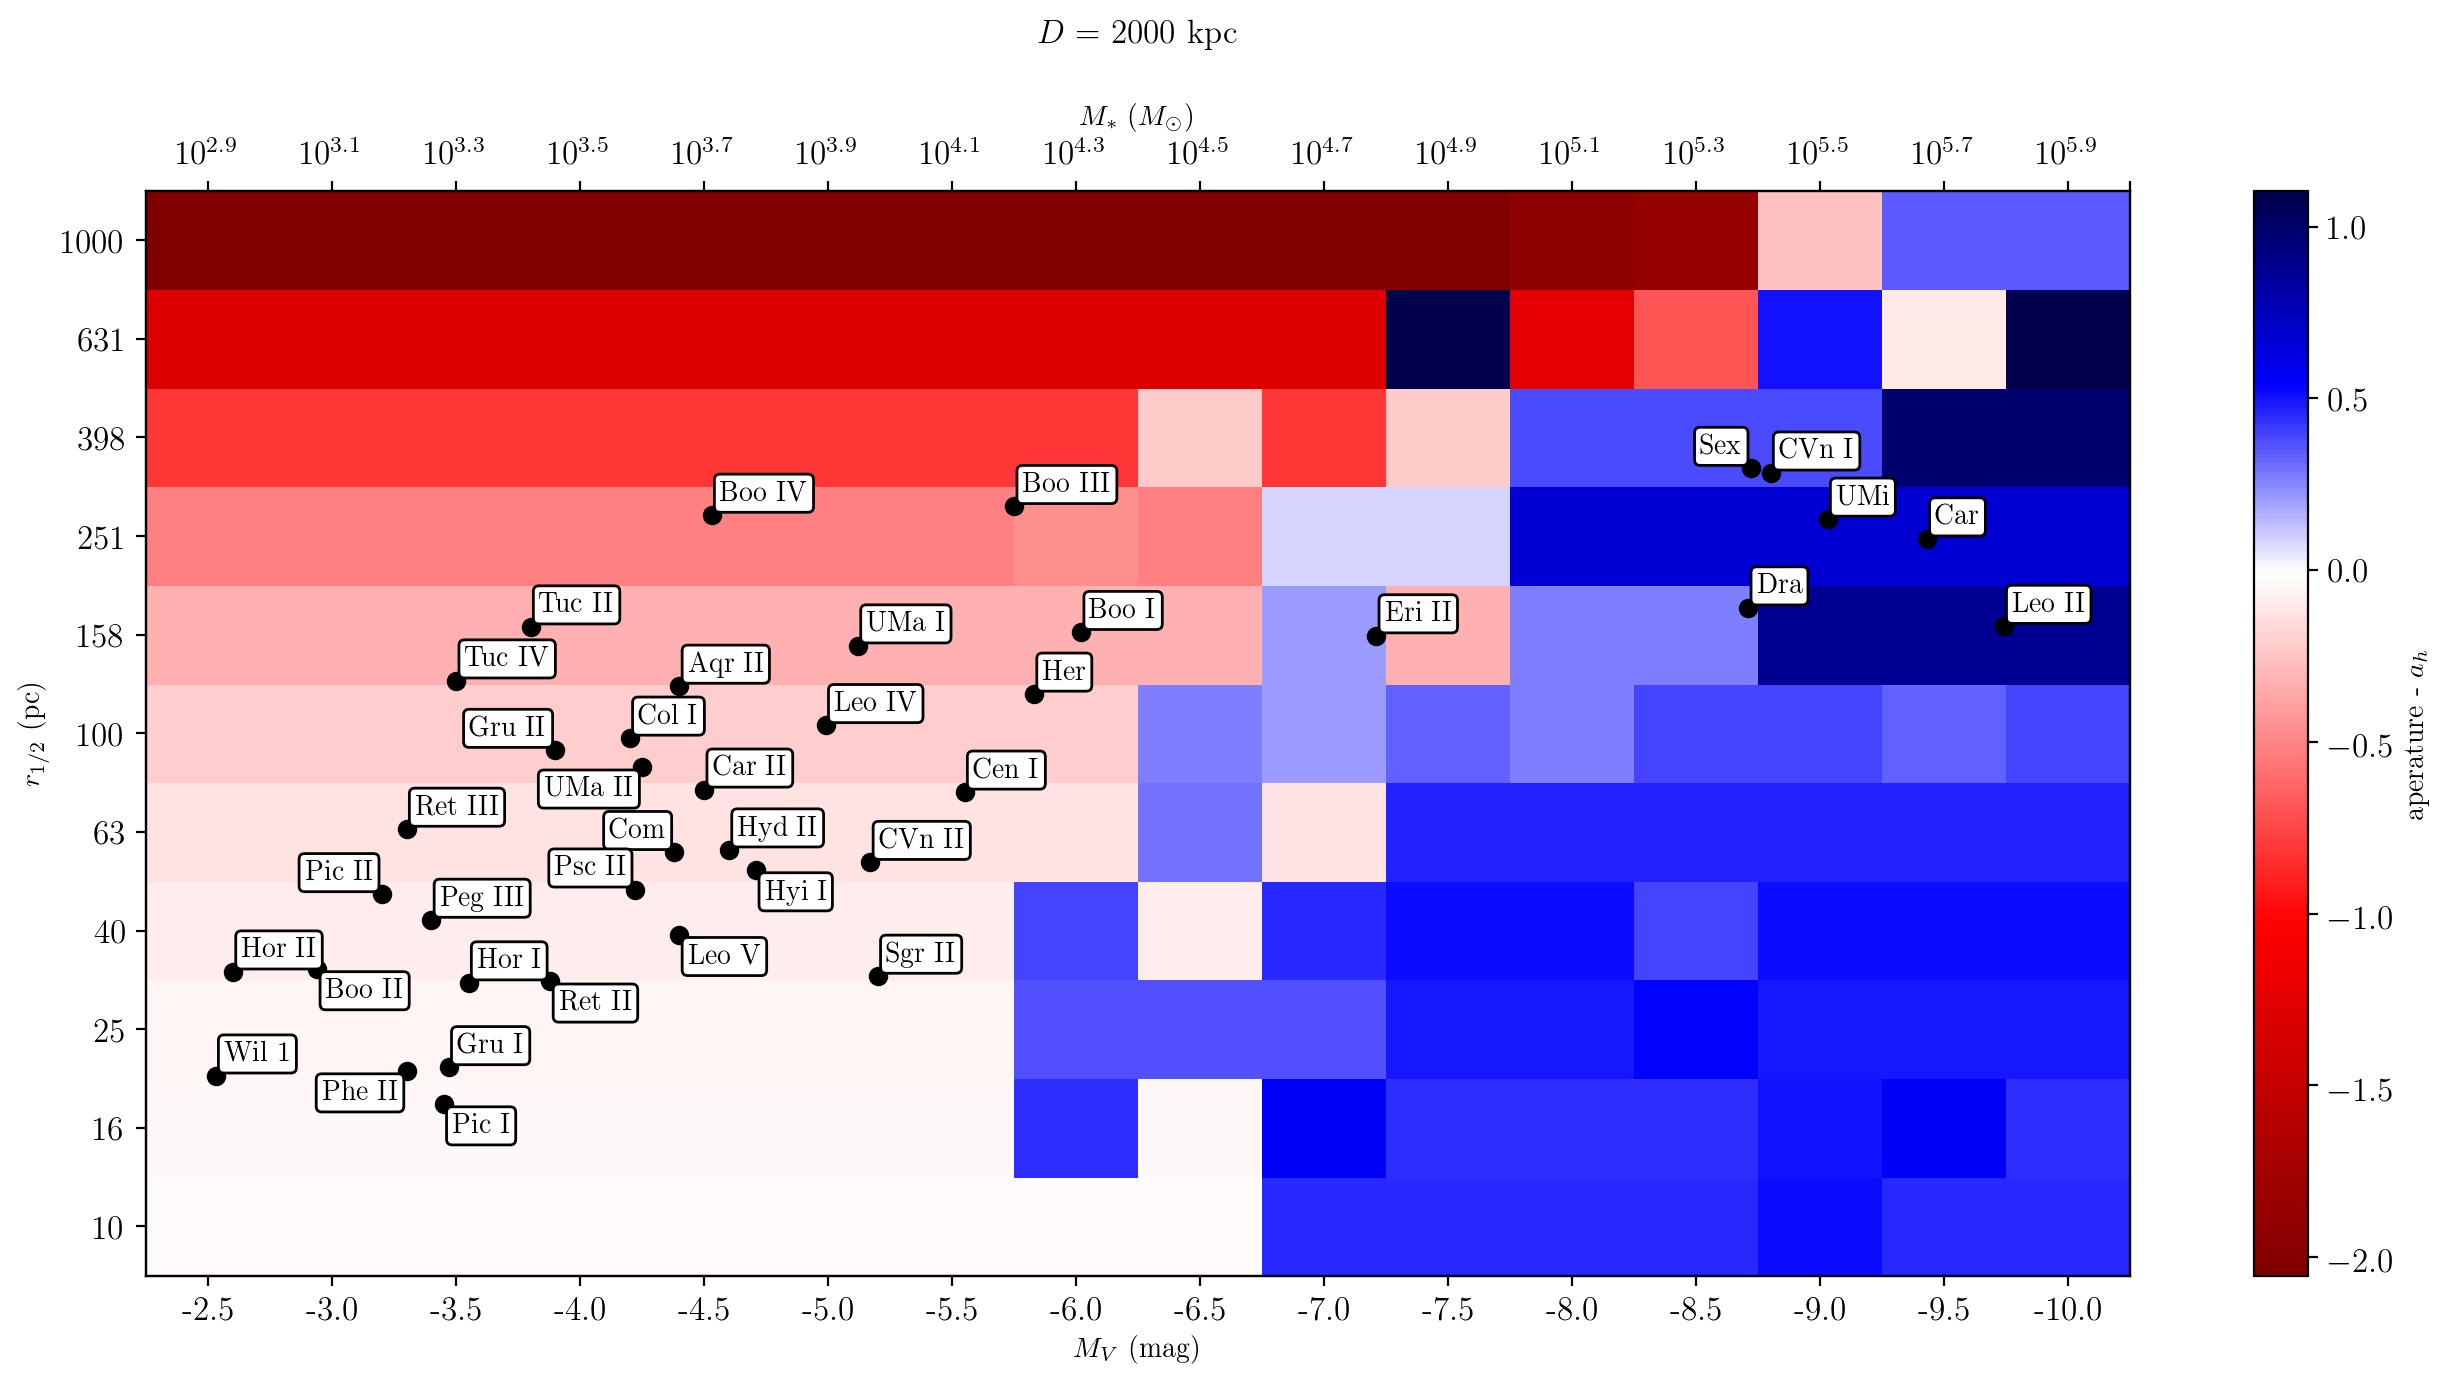 D = 2000 kpc
M∗ (M⊙)
10^2.9 10^3.1 10^3.3 10^3.5 10^3.7 10^3.9 10^4.1 10^4.3 10^4.5 10^4.7 10^4.9 10^5.1 10^5.3 10^5.5 10^5.7 10^5.9
r1/2 (pc)
1000
631
398
251
158
100
63
40
25
16
10
Sex
CVn I
Boo IV
Boo III
UMi
Car
Dra
Tuc II
UMa I
Boo I
Eri II
Leo II
Tuc IV
Aqr II
Her
Gru II
Col I
Leo IV
UMa II
Car II
Cen I
Ret III
Com
Hyd II
CVn II
Pic II
Psc II
Peg III
Hyi I
Hor II
Hor I
Leo V
Sgr II
Boo II
Ret II
Wil 1
Gru I
Phe II
Pic I
-2.5 -3.0 -3.5 -4.0 -4.5 -5.0 -5.5 -6.0 -6.5 -7.0 -7.5 -8.0 -8.5 -9.0 -9.5 -10.0
MV (mag)
1.0
0.5
0.0
−0.5
−1.0
−1.5
−2.0
aperature - ah